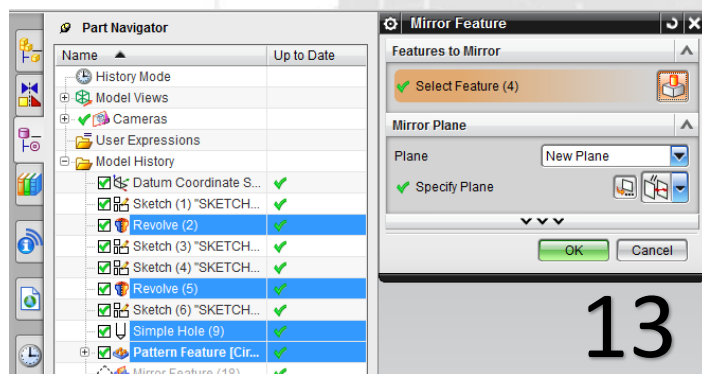 Part Navigator
Name
Up to Date
History Mode
Model Views
Cameras
User Expressions
Model History
Datum Coordinate S...
Sketch (1) "SKETCH...
Revolve (2)
Sketch (3) "SKETCH...
Sketch (4) "SKETCH...
Revolve (5)
Sketch (6) "SKETCH...
Simple Hole (9)
Pattern Feature [Cir...
Mirror Feature (18)
Mirror Feature
Features to Mirror
Select Feature (4)
Mirror Plane
Plane
New Plane
Specify Plane
OK
Cancel
13